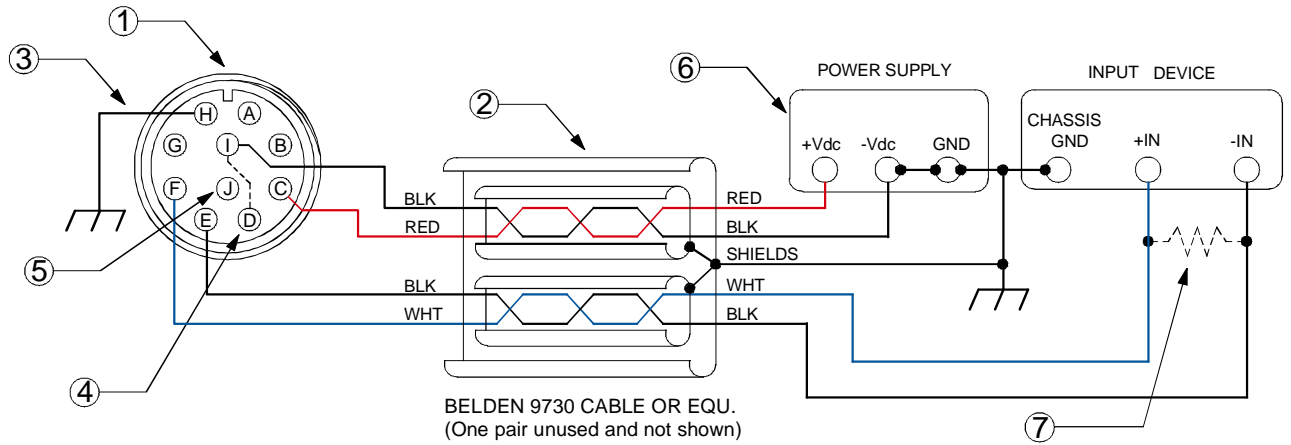 1
3
2
6
POWER SUPPLY
INPUT DEVICE
CHASSIS
GND
+Vdc
-Vdc
GND
+IN
-IN
H
A
G
I
B
F
J
C
E
D
BLK
RED
RED
BLK
SHIELDS
BLK
WHT
WHT
BLK
5
4
7
BELDEN 9730 CABLE OR EQU.
(One pair unused and not shown)